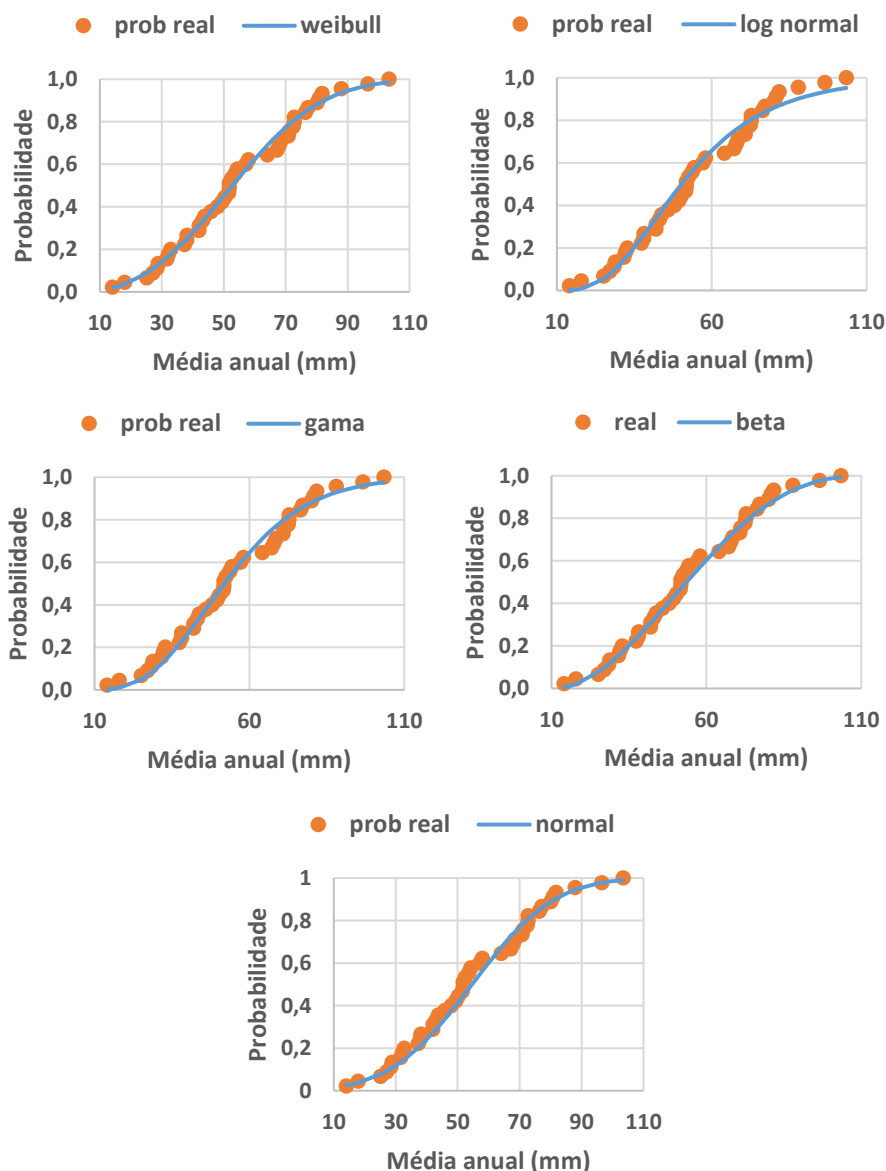 prob real weibull
1,0
0,8
0,6
0,4
0,2
0,0
10 30 50 70 90 110
Probabilidade
Média anual (mm)
prob real log normal
1,0
0,8
0,6
0,4
0,2
0,0
10 60 110
Probabilidade
Média anual (mm)
prob real gama
1,0
0,8
0,6
0,4
0,2
0,0
10 60 110
Probabilidade
Média anual (mm)
real beta
1,0
0,8
0,6
0,4
0,2
0,0
10 60 110
Probabilidade
Média anual (mm)
prob real normal
1
0,8
0,6
0,4
0,2
0
10 30 50 70 90 110
Probabilidade
Média anual (mm)